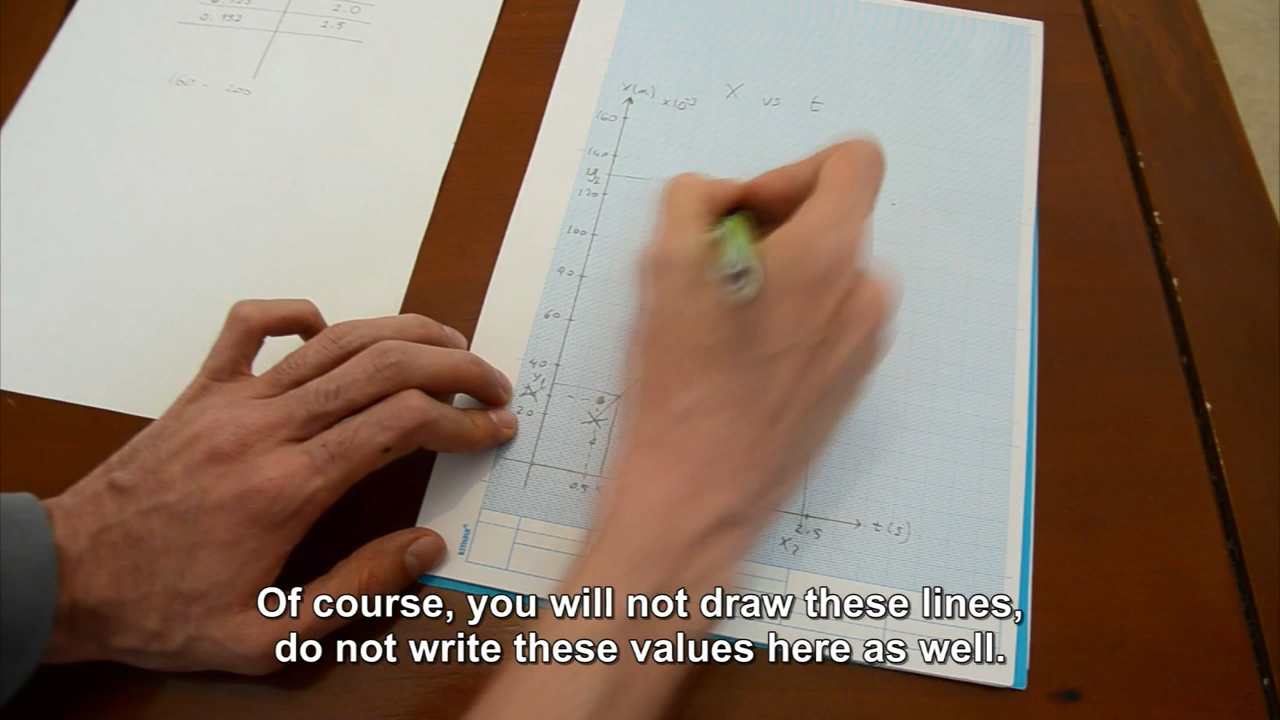 2.0
0.152 2.5
160 - 200
X vs t
x(m) x10⁻³
160
140
y₂
120
100
60
40
y₁
20
0.5
2.5
t(s)
x₂
Of course, you will not draw these lines,
do not write these values here as well.